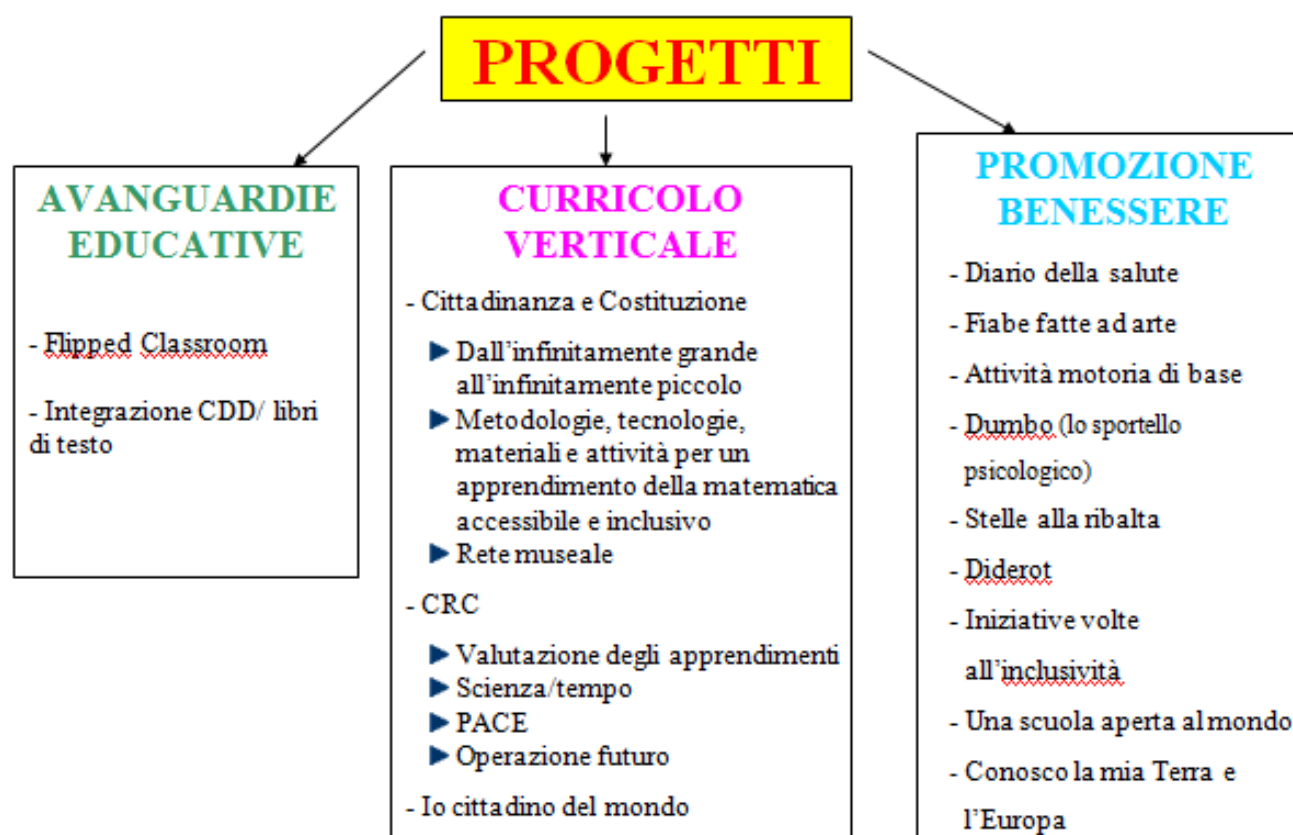 PROGETTI
AVANGUARDIE
EDUCATIVE
- Flipped Classroom
- Integrazione CDD/ libri
di testo
CURRICOLO
VERTICALE
- Cittadinanza e Costituzione
Dall’infinitamente grande
all’infinitamente piccolo
Metodologie, tecnologie,
materiali e attività per un
apprendimento della matematica
accessibile e inclusivo
Rete museale
- CRC
Valutazione degli apprendimenti
Scienza/tempo
PACE
Operazione futuro
- Io cittadino del mondo
PROMOZIONE
BENESSERE
- Diario della salute
- Fiabe fatte ad arte
- Attività motoria di base
- Dumbo (lo sportello
psicologico)
- Stelle alla ribalta
- Diderot
- Iniziative volte
all’inclusività
- Una scuola aperta al mondo
- Conosco la mia Terra e
l’Europa